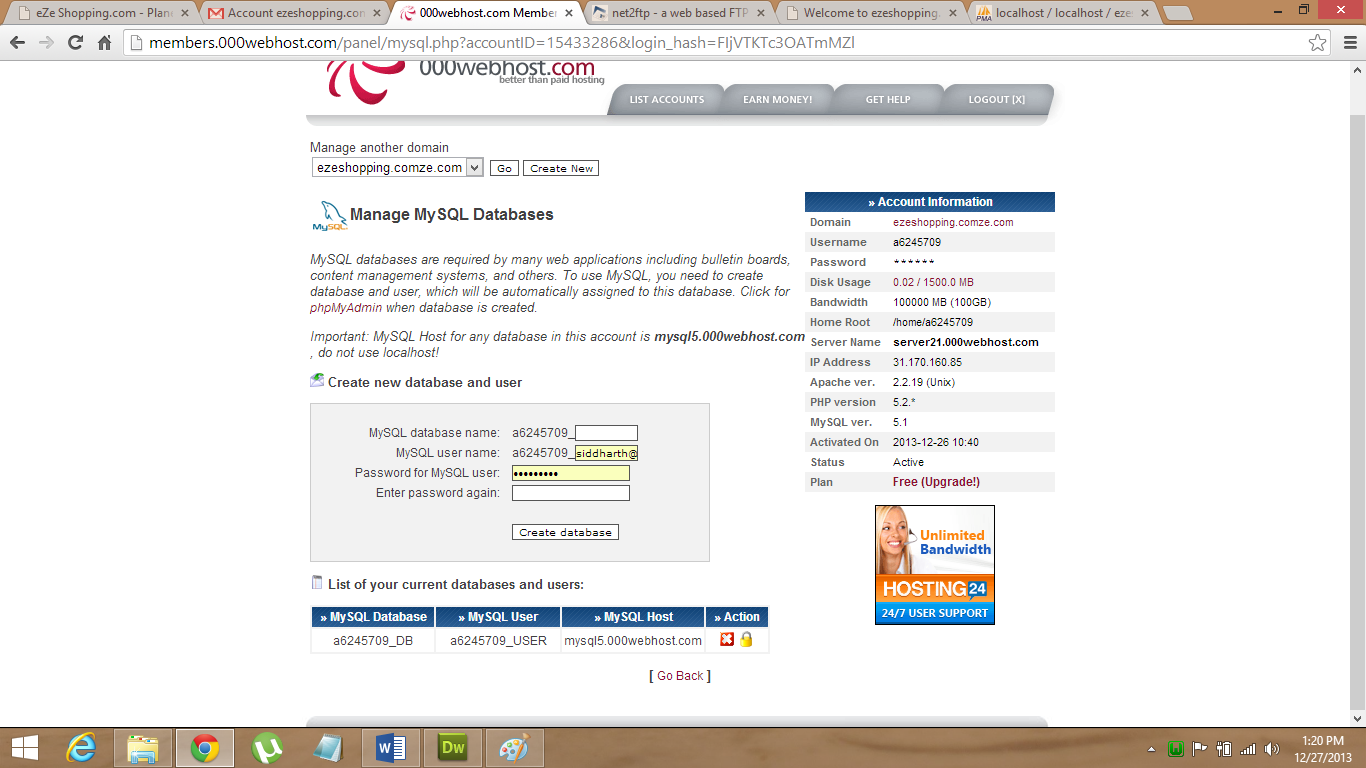 eZe Shopping.com - Plane
Account ezeshopping.com
000webhost.com Member
net2ftp - a web based FTP
Welcome to ezeshopping.
localhost / localhost / eze
members.000webhost.com/panel/mysql.php?accountID=15433286&login_hash=FIjVTKTc3OATmMZl
000webhost.com
better than paid hosting
LIST ACCOUNTS
EARN MONEY!
GET HELP
LOGOUT [X]
Manage another domain
ezeshopping.comze.com Go Create New
MySQL Manage MySQL Databases
MySQL databases are required by many web applications including bulletin boards,
content management systems, and others. To use MySQL, you need to create
database and user, which will be automatically assigned to this database. Click for
phpMyAdmin when database is created.
Important: MySQL Host for any database in this account is mysql5.000webhost.com
, do not use localhost!
Create new database and user
MySQL database name: a6245709_
MySQL user name: a6245709_ siddharth@
Password for MySQL user: •••••••••
Enter password again:
Create database
List of your current databases and users:
» MySQL Database » MySQL User » MySQL Host » Action
a6245709_DB a6245709_USER mysql5.000webhost.com
[ Go Back ]
» Account Information
Domain ezeshopping.comze.com
Username a6245709
Password ******
Disk Usage 0.02 / 1500.0 MB
Bandwidth 100000 MB (100GB)
Home Root /home/a6245709
Server Name server21.000webhost.com
IP Address 31.170.160.85
Apache ver. 2.2.19 (Unix)
PHP version 5.2.*
MySQL ver. 5.1
Activated On 2013-12-26 10:40
Status Active
Plan Free (Upgrade!)
Unlimited
Bandwidth
HOSTING 24
24/7 USER SUPPORT
1:20 PM
12/27/2013